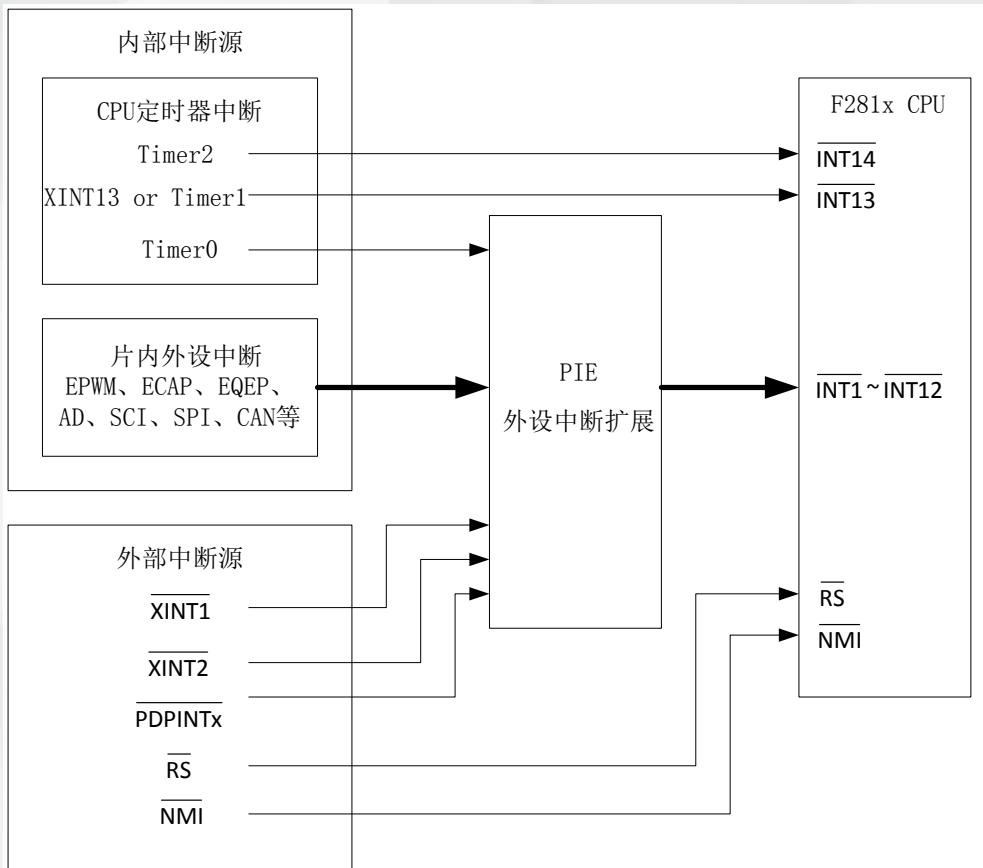 内部中断源
CPU定时器中断
Timer2
XINT13 or Timer1
Timer0
片内外设中断
EPWM、ECAP、EQEP、
AD、SCI、SPI、CAN等
外部中断源
XINT1
XINT2
PDPINTx
RS
NMI
PIE
外设中断扩展
F281x CPU
INT14
INT13
INT1~INT12
RS
NMI